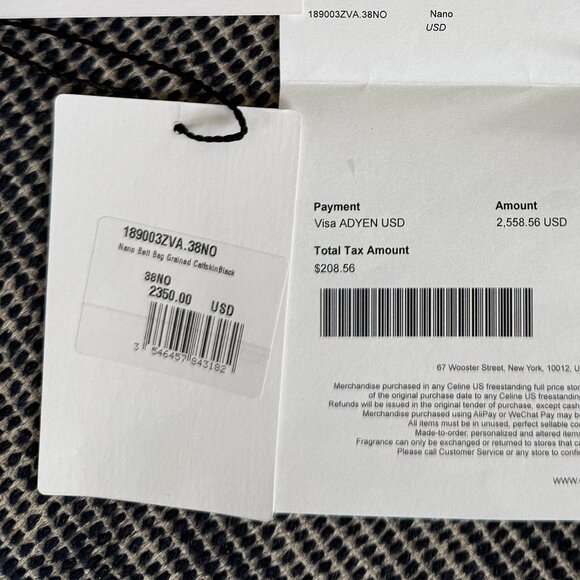 189003ZVA.38NO Nano
USD
189003ZVA.38NO
Nano Belt Bag Grained CalfskinBlack
38NO
2350.00 USD
3 546457 843182
Payment Amount
Visa ADYEN USD 2,558.56 USD
Total Tax Amount
$208.56
67 Wooster Street, New York, 10012, U
Merchandise purchased in any Celine US freestanding full price stor
of the original purchase date to any Celine US freestanding
Refunds will be issued in the original tender of purchase, except cash
Merchandise purchased using AliPay or WeChat Pay may b
All items must be in unused, perfect sellable co
Made-to-order, personalized and altered items
Fragrance can only be exchanged or returned to stores that c
Please call Customer Service or any store to confi
www.